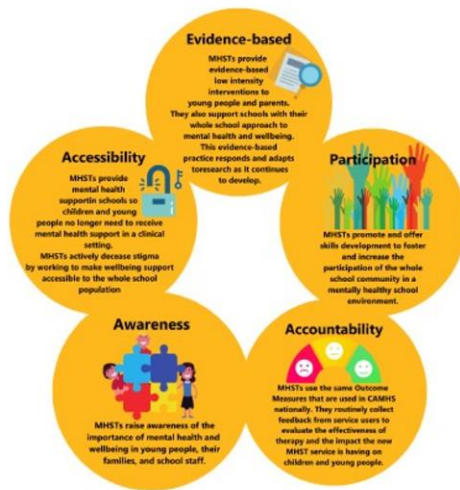 Evidence-based
MHSTs provide
evidence-based
low intensity
interventions to
young people and parents.
They also support schools with their
whole school approach to
mental health and wellbeing.
This evidence-based
practice responds and adapts
toresearch as it continues
to develop.
Accessibility
MHSTs provide
mental health
supportin schools so
children and young
people no longer need to receive
mental health support in a clinical
setting.
MHSTs actively decease stigma
by working to make wellbeing support
accessible to the whole school
population
Participation
MHSTs promote and offer
skills development to foster
and increase the
participation of the whole
school community in a
mentally healthy school
environment.
Awareness
MHSTs raise awareness of the
importance of mental health and
wellbeing in young people, their
families, and school staff.
Accountability
MHSTs use the same Outcome
Measures that are used in CAMHS
nationally. They routinely collect
feedback from service users to
evaluate the effectiveness of
therapy and the impact the new
MHST service is having on
children and young people.